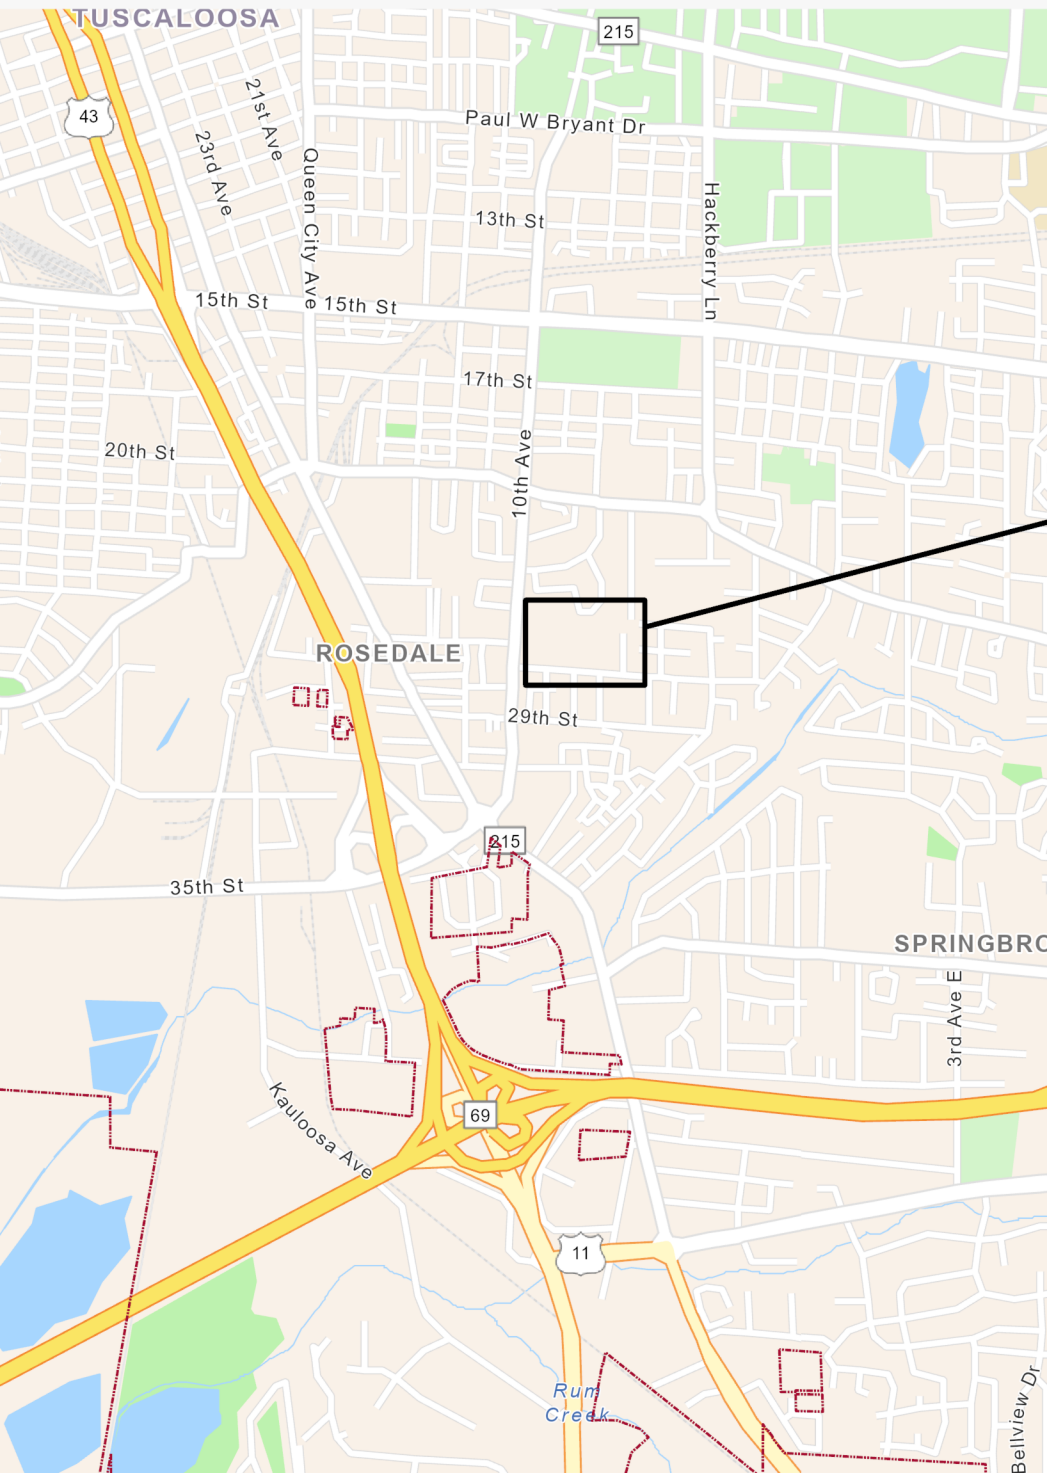 TUSCALOOSA
215
43
21st Ave
23rd Ave
Paul W Bryant Dr
Queen City Ave
Hackberry Ln
13th St
15th St
15th St
17th St
20th St
10th Ave
ROSEDALE
29th St
215
35th St
SPRINGBRO
3rd Ave E
Kauloosa Ave
69
11
Rum
Creek
Bellview Dr